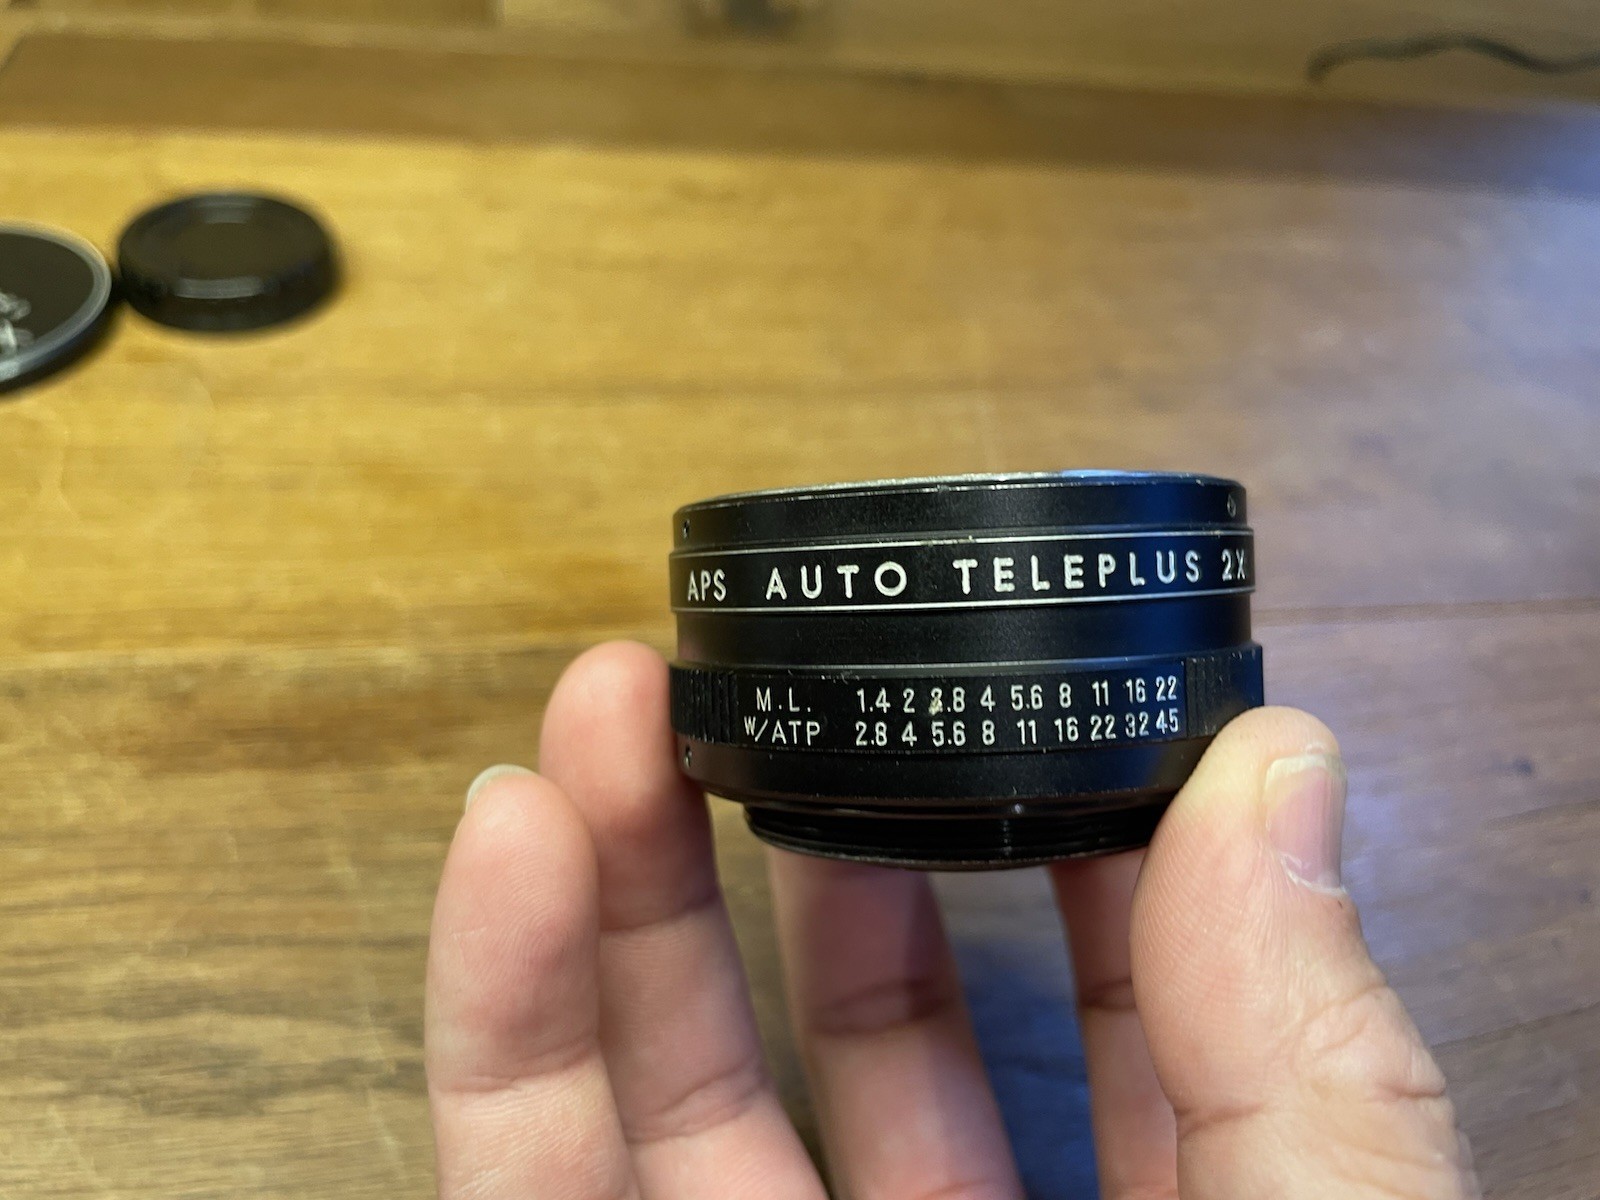 APS AUTO TELEPLUS 2X
M.L. 1.4 2 2.8 4 5.6 8 11 16 22
W/ATP 2.8 4 5.6 8 11 16 22 32 45